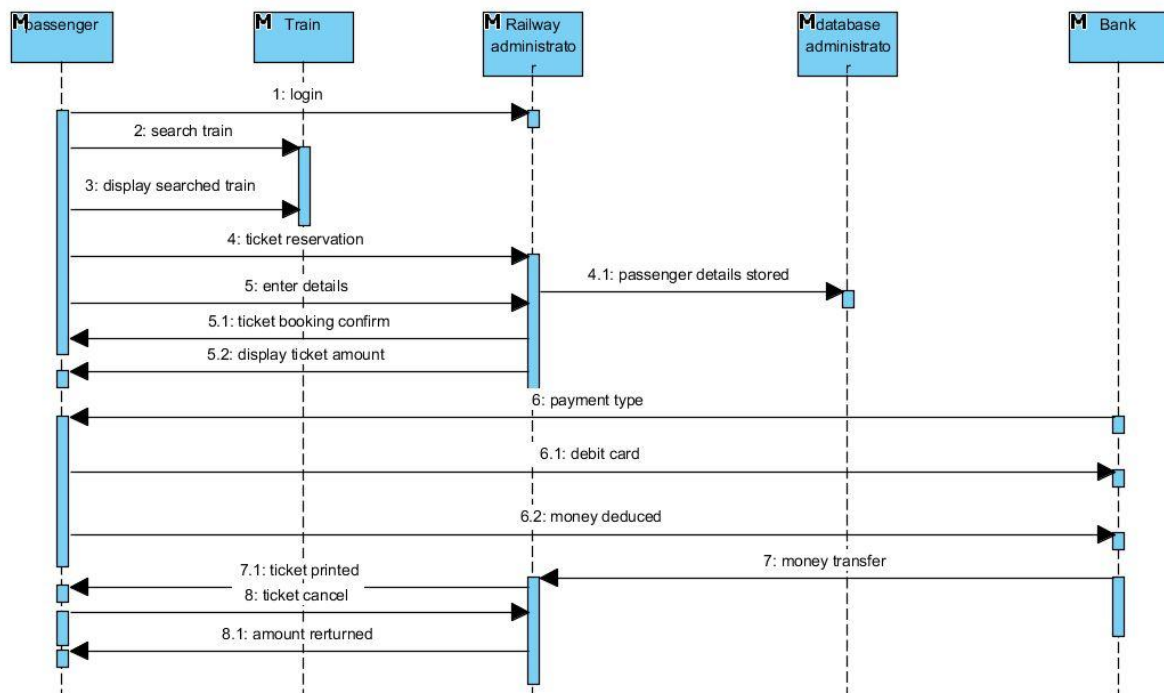 M passenger
M Train
M Railway
administrato
r
M database
administrato
r
M Bank
1: login
2: search train
3: display searched train
4: ticket reservation
4.1: passenger details stored
5: enter details
5.1: ticket booking confirm
5.2: display ticket amount
6: payment type
6.1: debit card
6.2: money deduced
7: money transfer
7.1: ticket printed
8: ticket cancel
8.1: amount rerturned